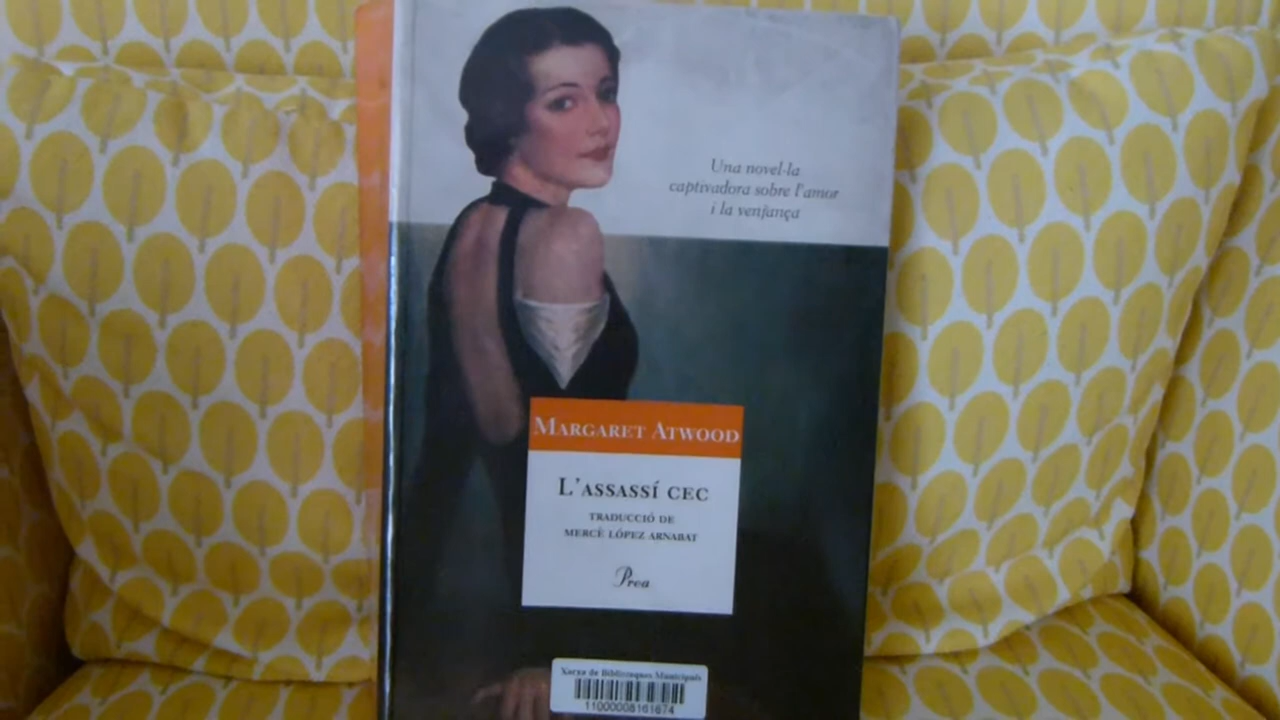 Una novel·la
captivadora sobre l'amor
i la venjança
MARGARET ATWOOD
L'ASSASSÍ CEC
TRADUCCIÓ DE
MERCÈ LÓPEZ ARNABAT
Proa
Xarxa de Biblioteques Municipals
11000008161674